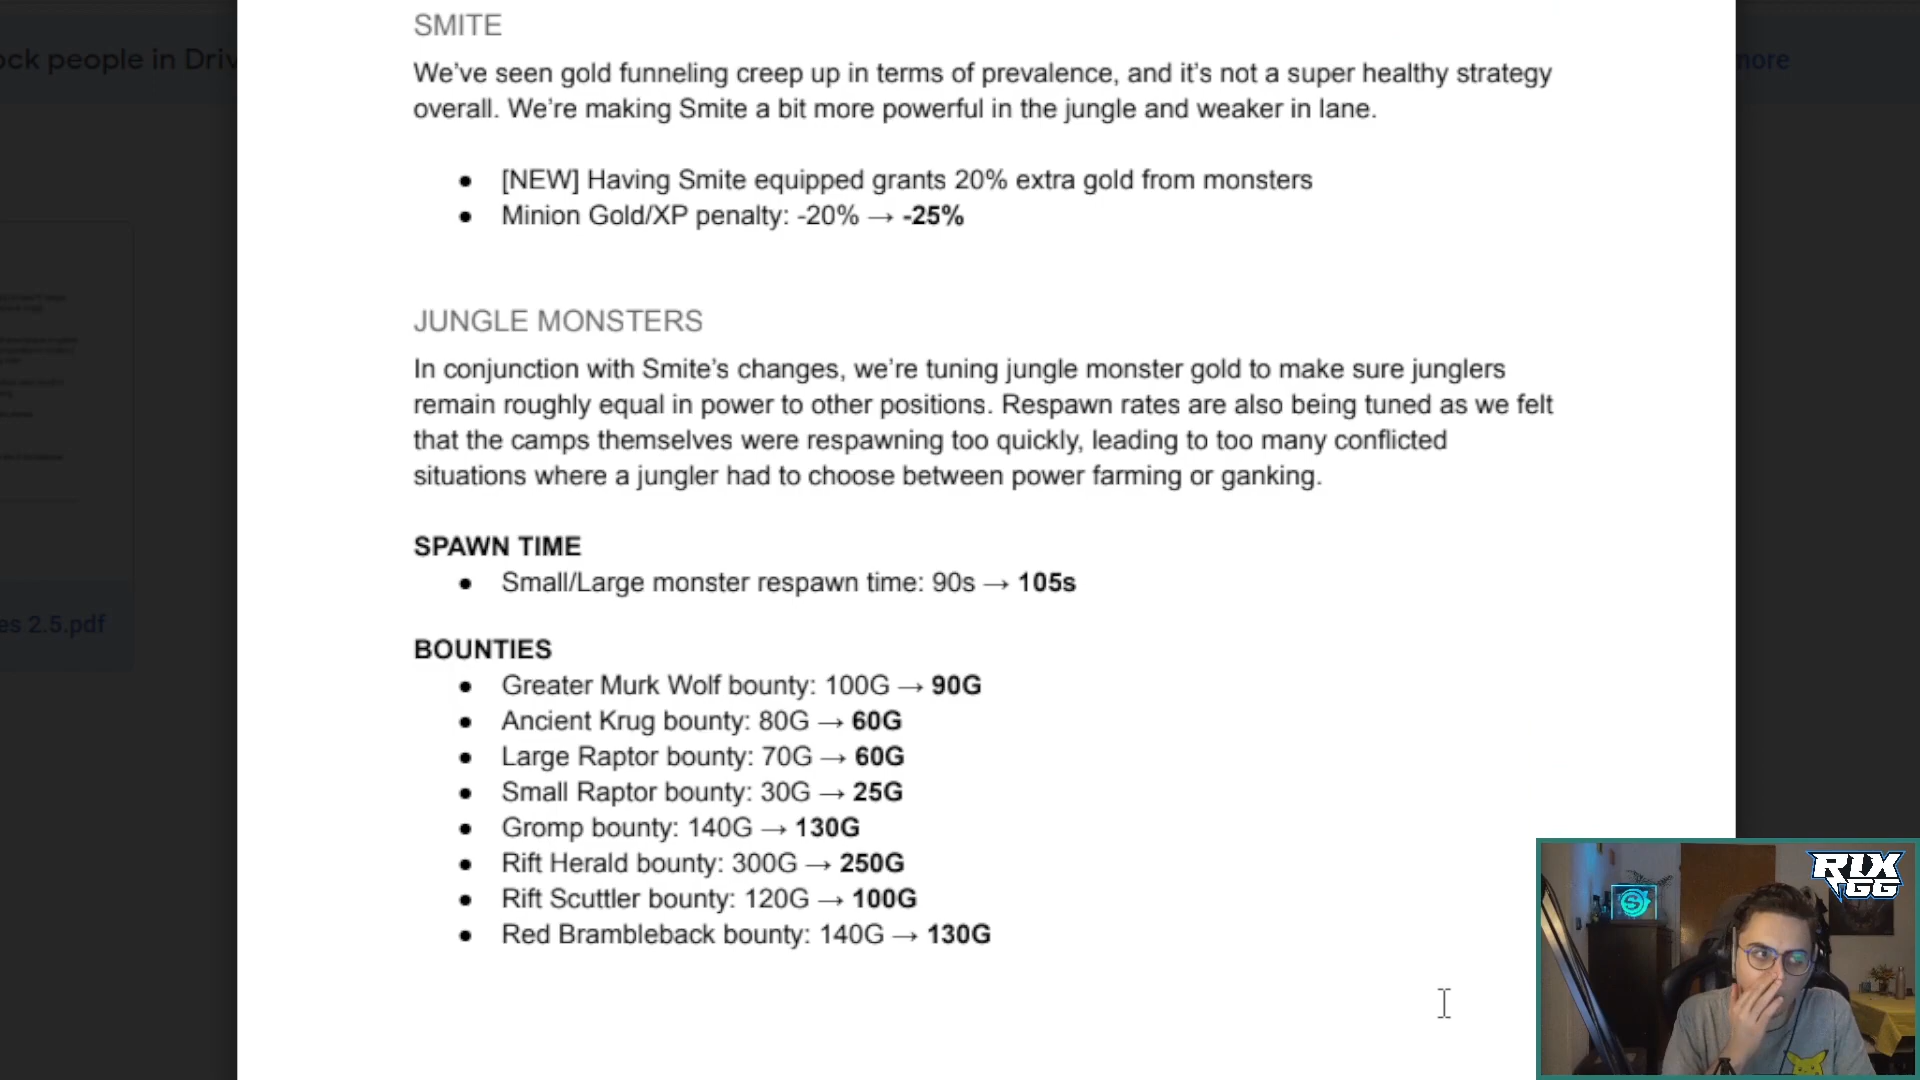 SMITE
ock people in Driv
more
We've seen gold funneling creep up in terms of prevalence, and it's not a super healthy strategy
overall. We're making Smite a bit more powerful in the jungle and weaker in lane.
● [NEW] Having Smite equipped grants 20% extra gold from monsters
● Minion Gold/XP penalty: -20% → -25%
JUNGLE MONSTERS
In conjunction with Smite's changes, we're tuning jungle monster gold to make sure junglers
remain roughly equal in power to other positions. Respawn rates are also being tuned as we felt
that the camps themselves were respawning too quickly, leading to too many conflicted
situations where a jungler had to choose between power farming or ganking.
SPAWN TIME
● Small/Large monster respawn time: 90s → 105s
es 2.5.pdf
BOUNTIES
● Greater Murk Wolf bounty: 100G → 90G
● Ancient Krug bounty: 80G → 60G
● Large Raptor bounty: 70G → 60G
● Small Raptor bounty: 30G → 25G
● Gromp bounty: 140G → 130G
● Rift Herald bounty: 300G → 250G
● Rift Scuttler bounty: 120G → 100G
● Red Brambleback bounty: 140G → 130G
RIX
GG